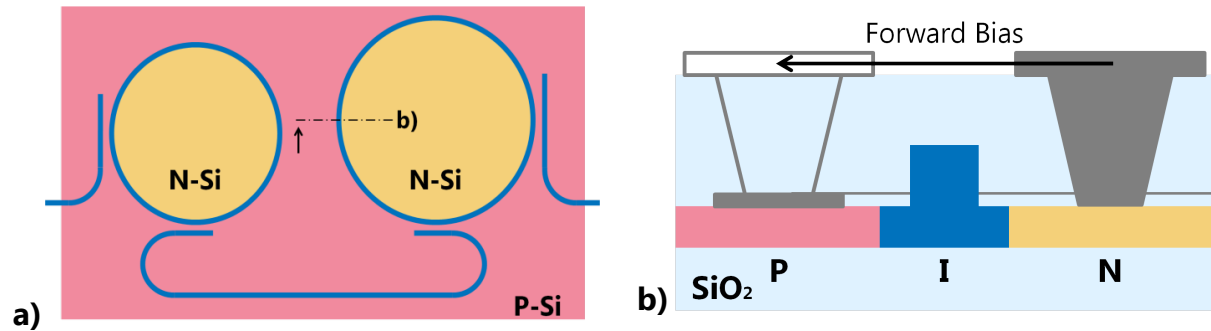 N-Si
N-Si
b)
P-Si
a)
Forward Bias
P
I
N
SiO₂
b)